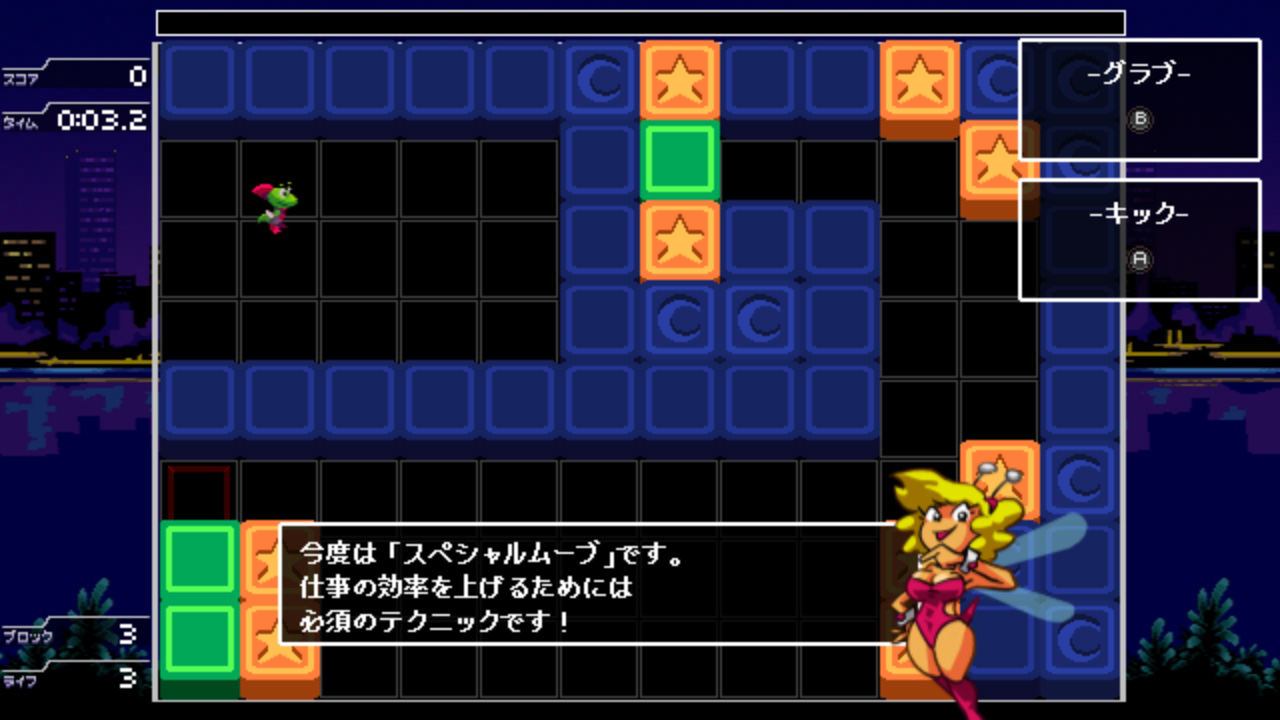 スコア 0
タイム 0:03.2
-グラブ-
B
-キック-
A
今度は「スペシャルムーブ」です。
仕事の効率を上げるためには
必須のテクニックです！
ブロック 3
ライフ 3